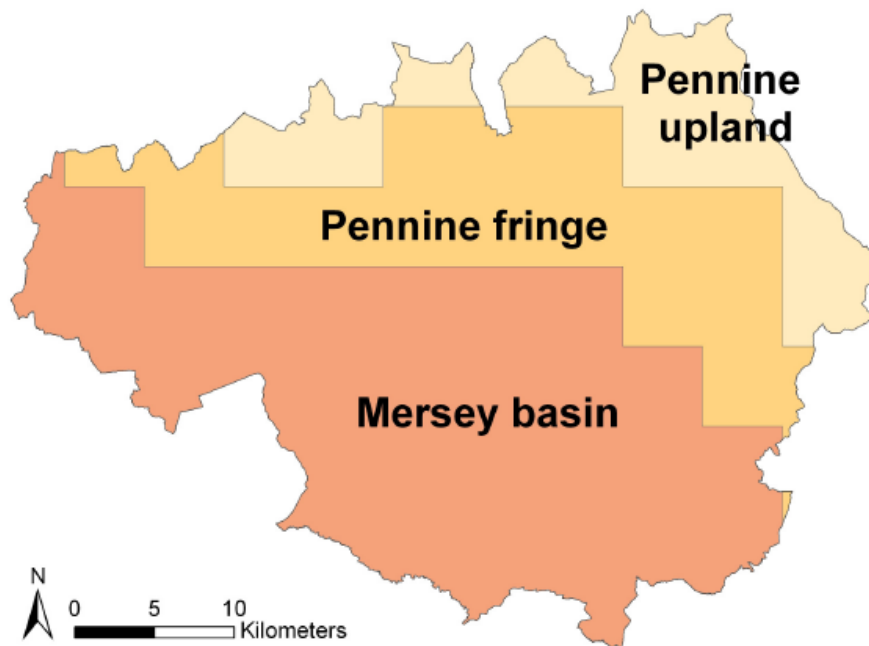 Pennine
upland
Pennine fringe
Mersey basin
N
0 5 10
Kilometers